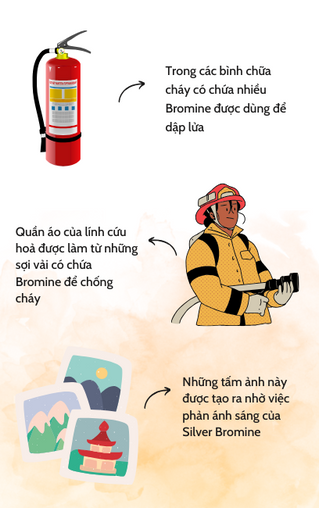 Trong các bình chữa
cháy có chứa nhiều
Bromine được dùng để
dập lửa
Quần áo của lính cứu
hoả được làm từ những
sợi vải có chứa
Bromine để chống
cháy
Những tấm ảnh này
được tạo ra nhờ việc
phản ánh sáng của
Silver Bromine